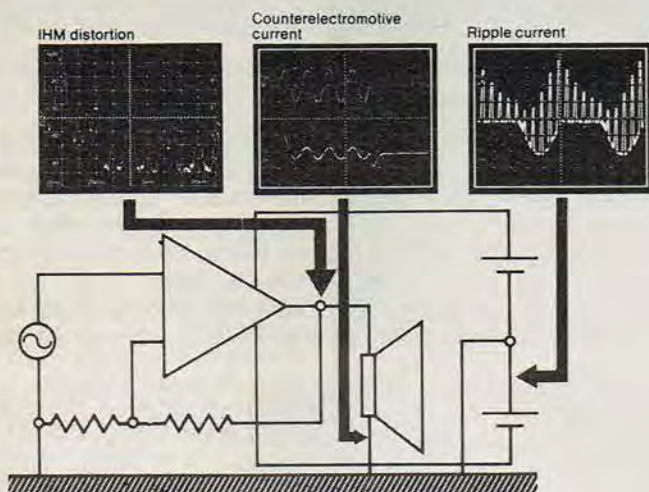 IHM distortion
Counterelectromotive
current
Ripple current